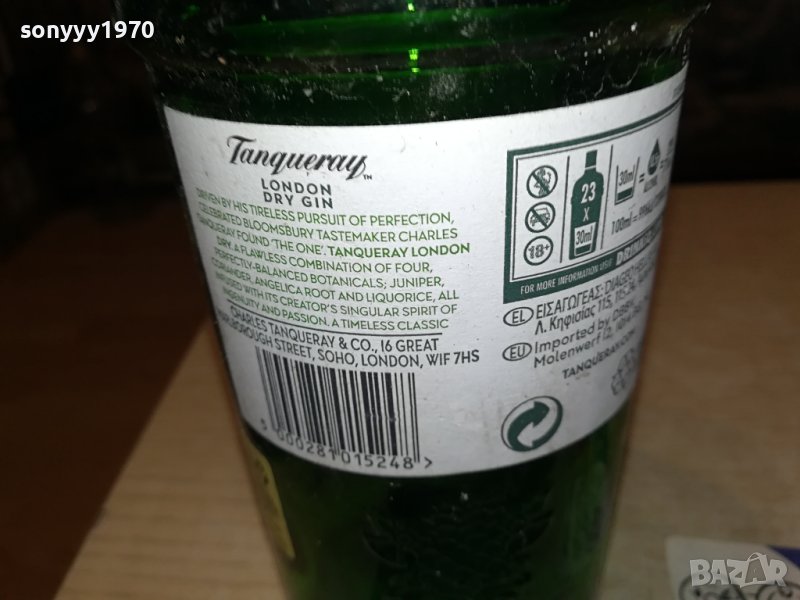 sonyyy1970
Tanqueray™
LONDON
DRY GIN
DRIVEN BY HIS TIRELESS PURSUIT OF PERFECTION,
CELEBRATED BLOOMSBURY TASTEMAKER CHARLES
TANQUERAY FOUND 'THE ONE'. TANQUERAY LONDON
DRY. A FLAWLESS COMBINATION OF FOUR,
PERFECTLY-BALANCED BOTANICALS; JUNIPER,
CORIANDER, ANGELICA ROOT AND LIQUORICE, ALL
INFUSED WITH ITS CREATOR'S SINGULAR SPIRIT OF
INGENUITY AND PASSION. A TIMELESS CLASSIC
CHARLES TANQUERAY & CO., 16 GREAT
MARLBOROUGH STREET, SOHO, LONDON, W1F 7HS
5 000281 015248 >
18+
23
X
30ml
30ml =
100ml =
FOR MORE INFORMATION VISIT
EL ΕΙΣΑΓΩΓΕΑΣ: DIAGEO
Λ. Κηφισίας 115, 115
EU Imported by
Molenwerf
TANQUERAY.COM
BAZAR